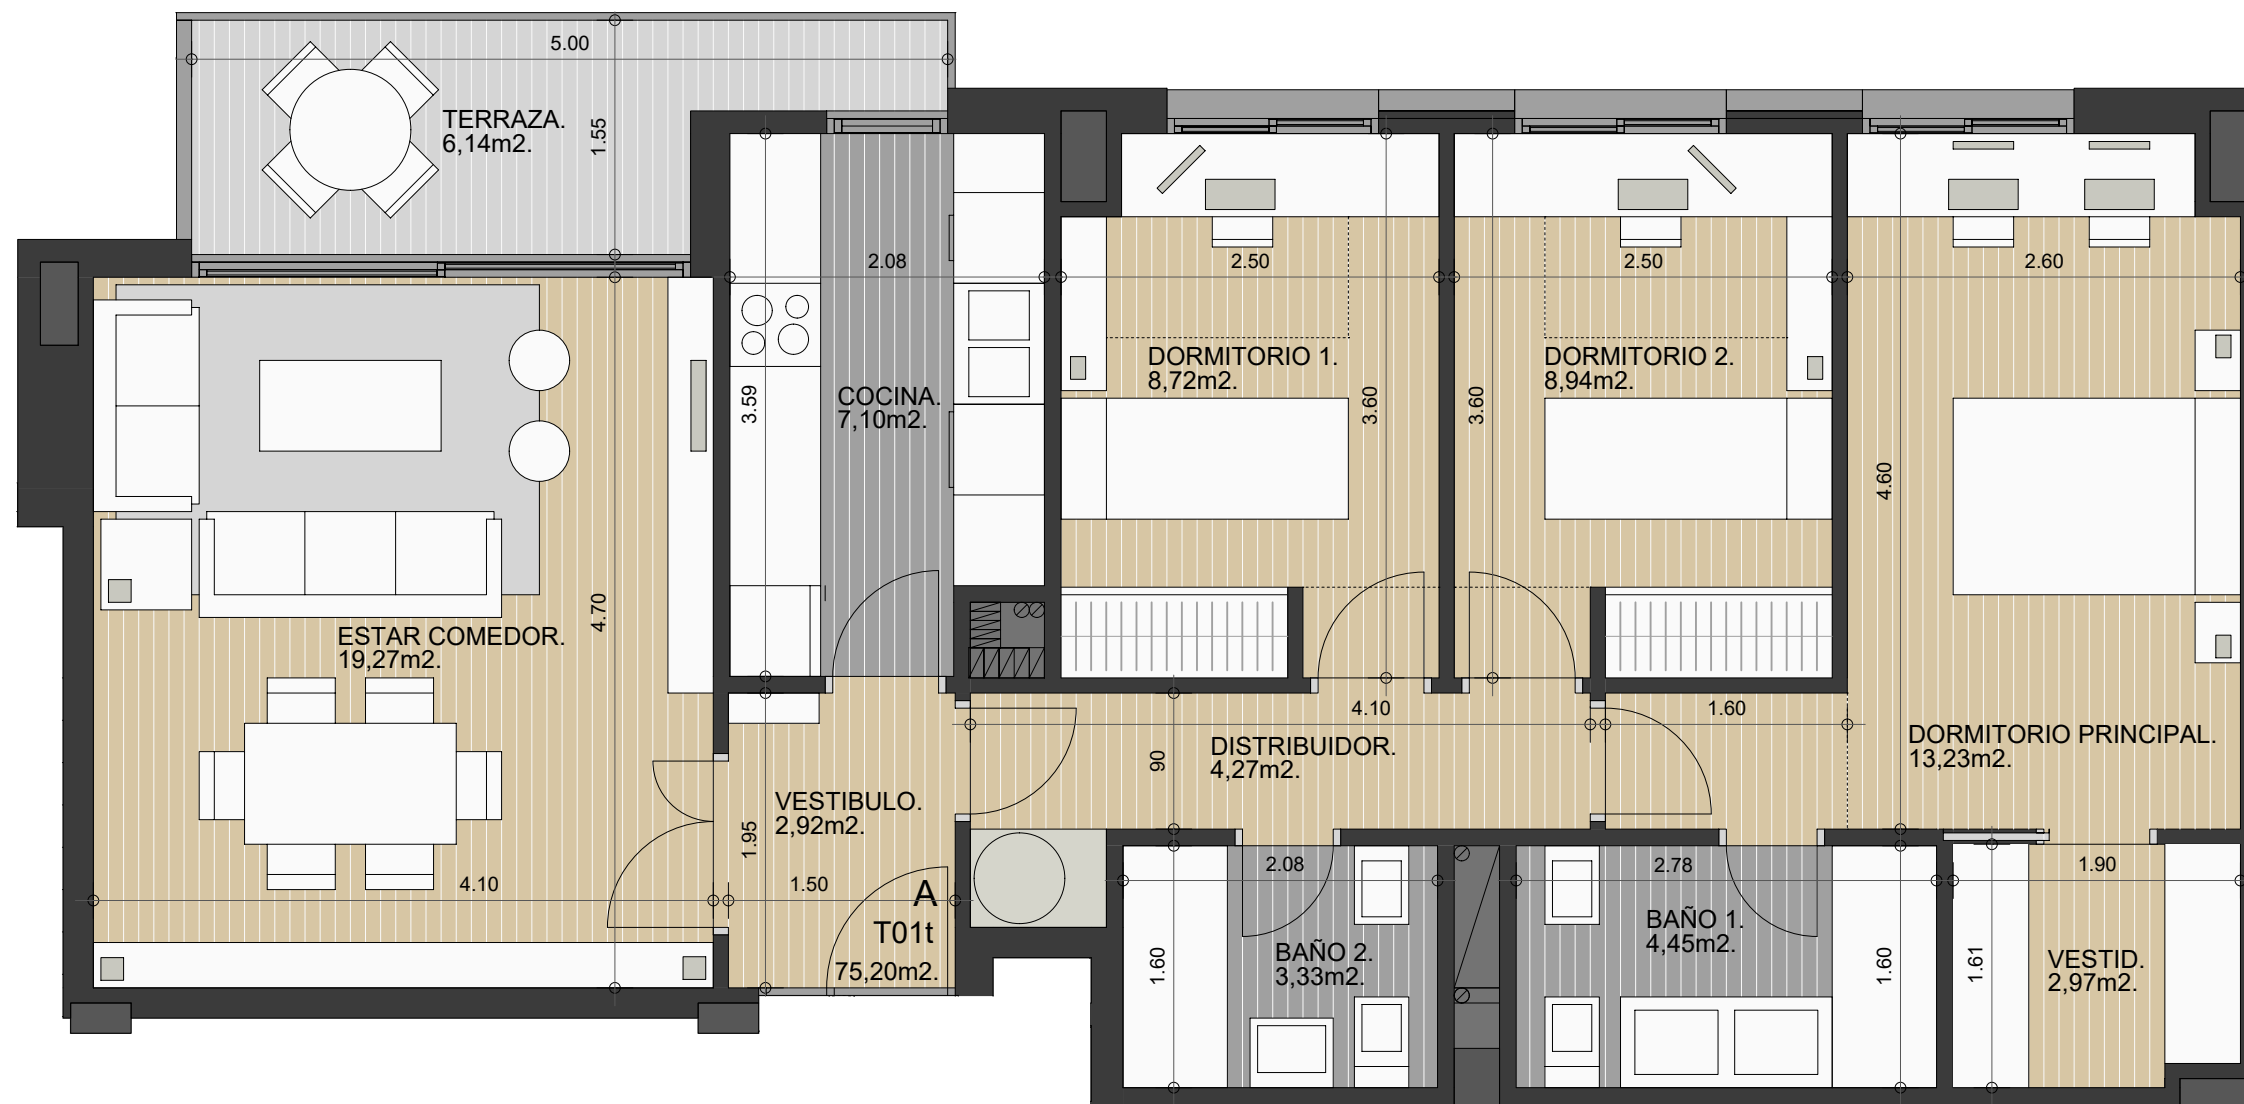 5.00
TERRAZA.
6,14m2.
1.55
2.08
2.50
2.50
2.60
DORMITORIO 1.
8,72m2.
DORMITORIO 2.
8,94m2.
3.59
COCINA.
7,10m2.
3.60
3.60
4.60
4.70
ESTAR COMEDOR.
19,27m2.
4.10
1.60
DISTRIBUIDOR.
4,27m2.
90
DORMITORIO PRINCIPAL.
13,23m2.
VESTIBULO.
2,92m2.
1.95
4.10
1.50
A
T01t
75,20m2.
2.08
2.78
1.90
BAÑO 2.
3,33m2.
1.60
BAÑO 1.
4,45m2.
1.60
1.61
VESTID.
2,97m2.